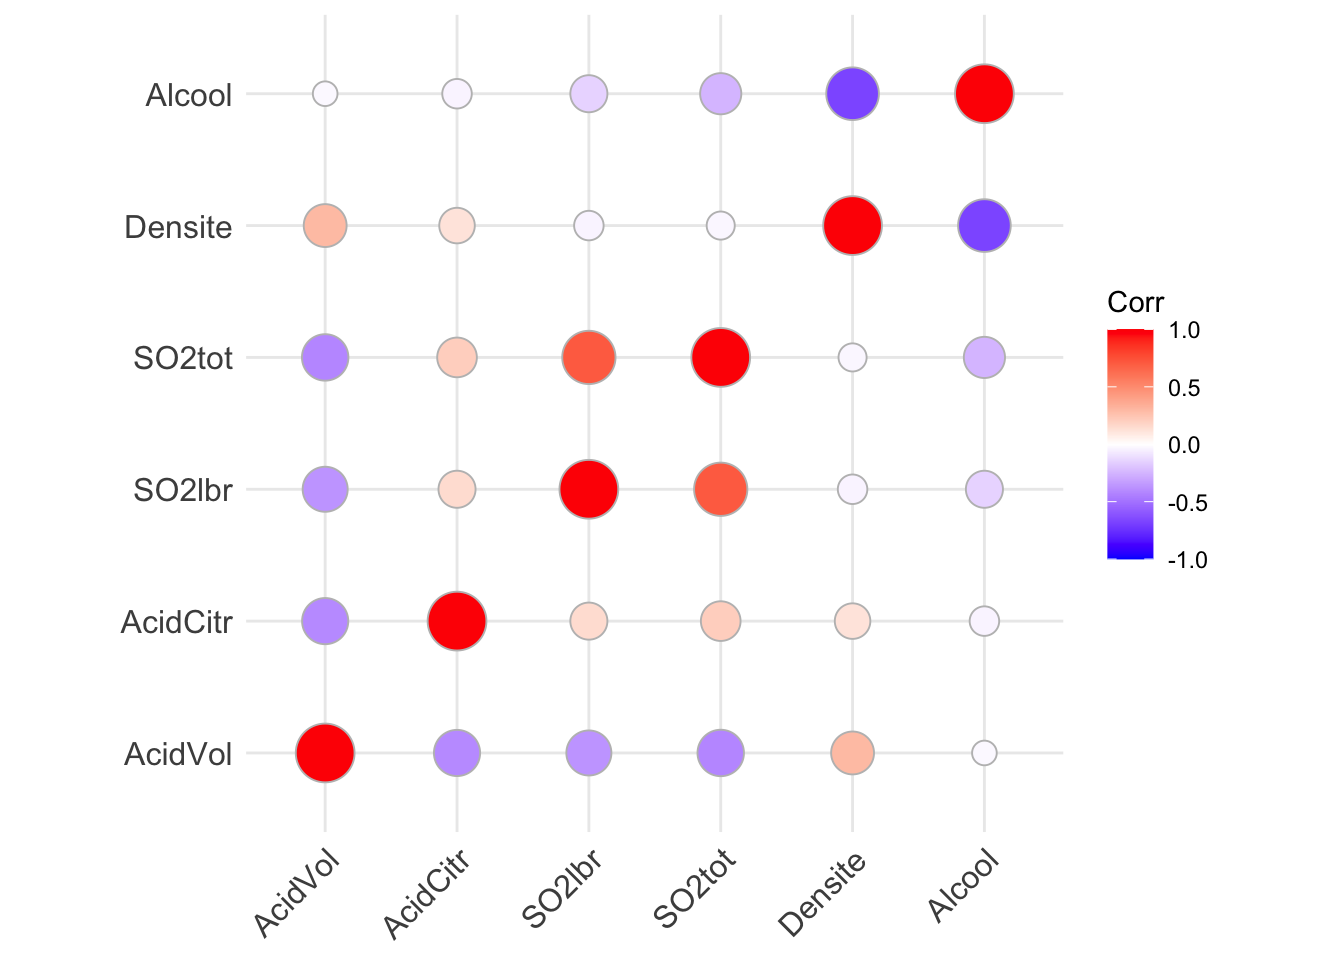 Alcool
Densite
SO2tot
SO2lbr
AcidCitr
AcidVol
AcidVol
AcidCitr
SO2lbr
SO2tot
Densite
Alcool
Corr
1.0
0.5
0.0
-0.5
-1.0